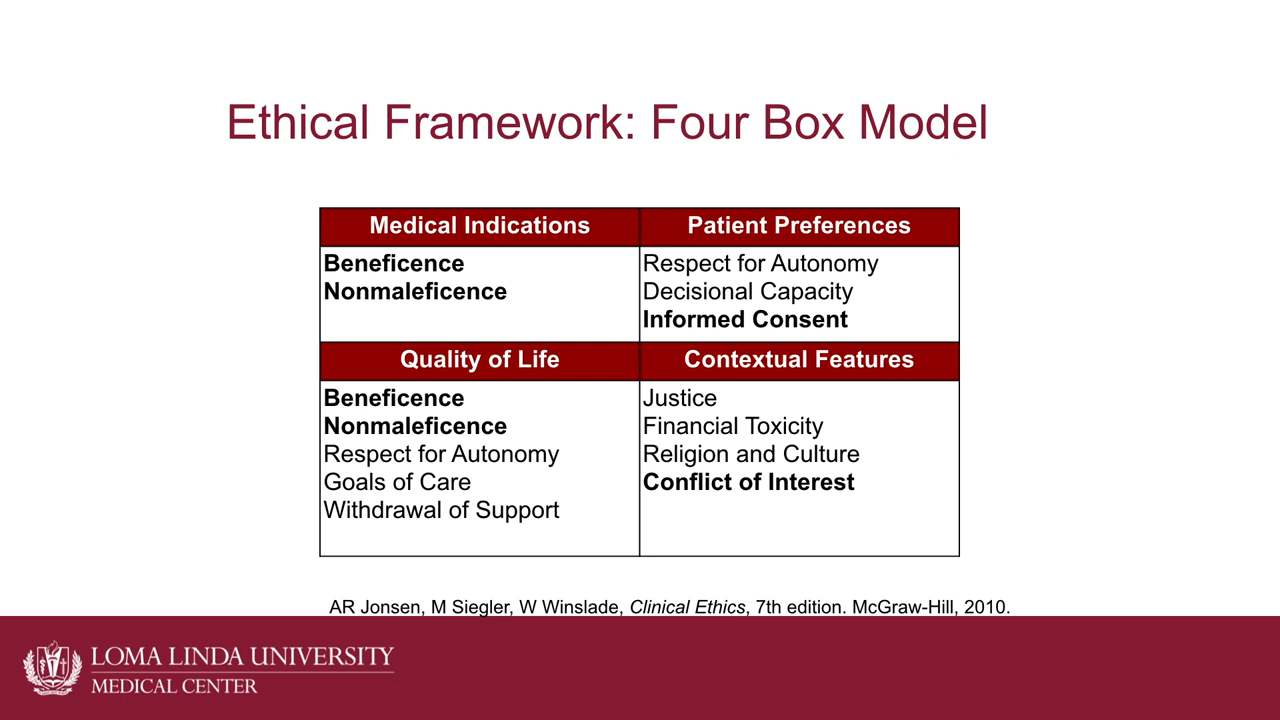 Ethical Framework: Four Box Model
Medical Indications
Patient Preferences
Beneficence
Nonmaleficence
Respect for Autonomy
Decisional Capacity
Informed Consent
Quality of Life
Contextual Features
Beneficence
Nonmaleficence
Respect for Autonomy
Goals of Care
Withdrawal of Support
Justice
Financial Toxicity
Religion and Culture
Conflict of Interest
AR Jonsen, M Siegler, W Winslade, Clinical Ethics, 7th edition. McGraw-Hill, 2010.
LOMA LINDA UNIVERSITY
MEDICAL CENTER